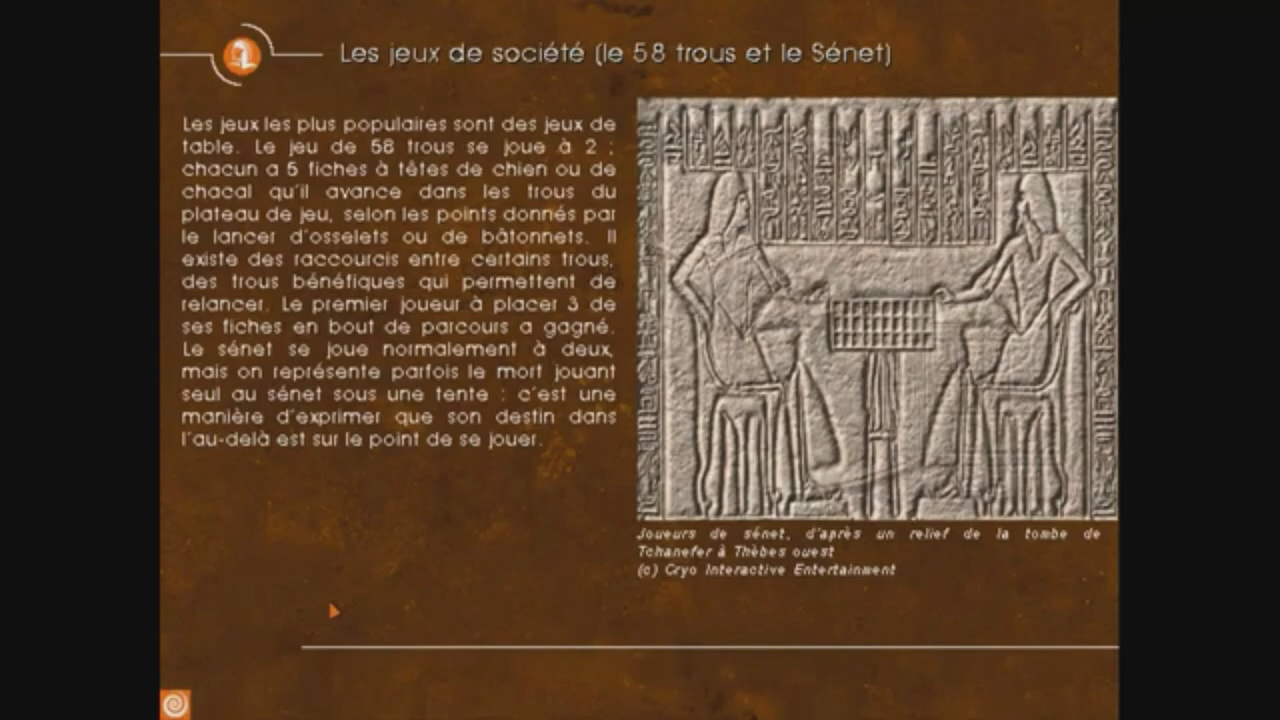 Les jeux de société (le 58 trous et le Sénet)
Les jeux les plus populaires sont des jeux de
table. Le jeu de 58 trous se joue à 2 :
chacun a 5 fiches à têtes de chien ou de
chacal qu'il avance dans les trous du
plateau de jeu, selon les points donnés par
le lancer d'osselets ou de bâtonnets. Il
existe des raccourcis entre certains trous,
des trous bénéfiques qui permettent de
relancer. Le premier joueur à placer 3 de
ses fiches en bout de parcours a gagné.
Le sénet se joue normalement à deux,
mais on représente parfois le mort jouant
seul au sénet sous une tente : c'est une
manière d'exprimer que son destin dans
l'au-delà est sur le point de se jouer.
Joueurs de sénet, d'après un relief de la tombe de
Tchanefer à Thèbes ouest
(c) Cryo Interactive Entertainment